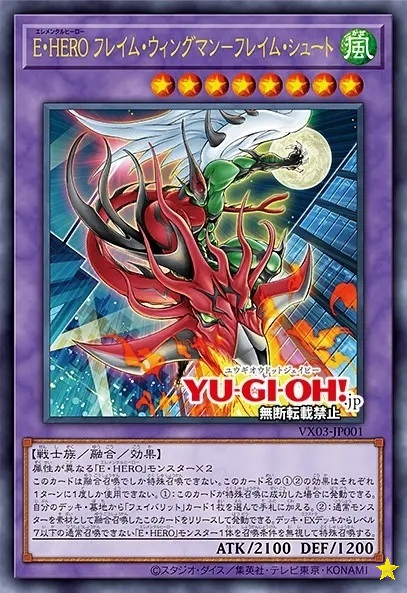 エレメンタルヒーロー
E・HERO フレイム・ウィングマン－フレイム・シュート
かぜ
風
ユウギオウドットジェイピー
YU-GI-OH!.jp
無断転載禁止
VX03-JP001
【戦士族／融合／効果】
属性が異なる「E・HERO」モンスター×２
このカードは融合召喚でしか特殊召喚できない。このカード名の①②の効果はそれぞれ
１ターンに１度しか使用できない。①：このカードが特殊召喚に成功した場合に発動できる。
自分のデッキ・墓地から「フェイバリット」カード１枚を選んで手札に加える。②：通常モンスターを
素材として融合召喚したこのカードをリリースして発動できる。デッキ・EXデッキからレベル
７以下の通常召喚できない「E・HERO」モンスター１体を召喚条件を無視して特殊召喚する。
ATK/2100 DEF/1200
©スタジオ・ダイス／集英社・テレビ東京・KONAMI